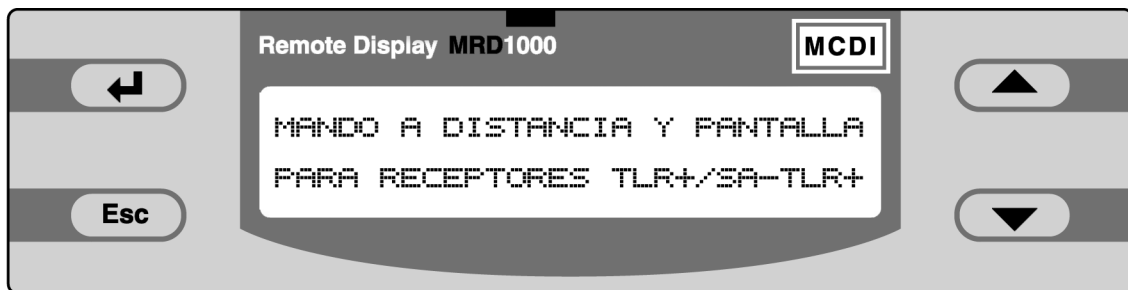 Remote Display MRD1000
MCDI
MANDO A DISTANCIA Y PANTALLA
PARA RECEPTORES TLR+/SA-TLR+
Esc